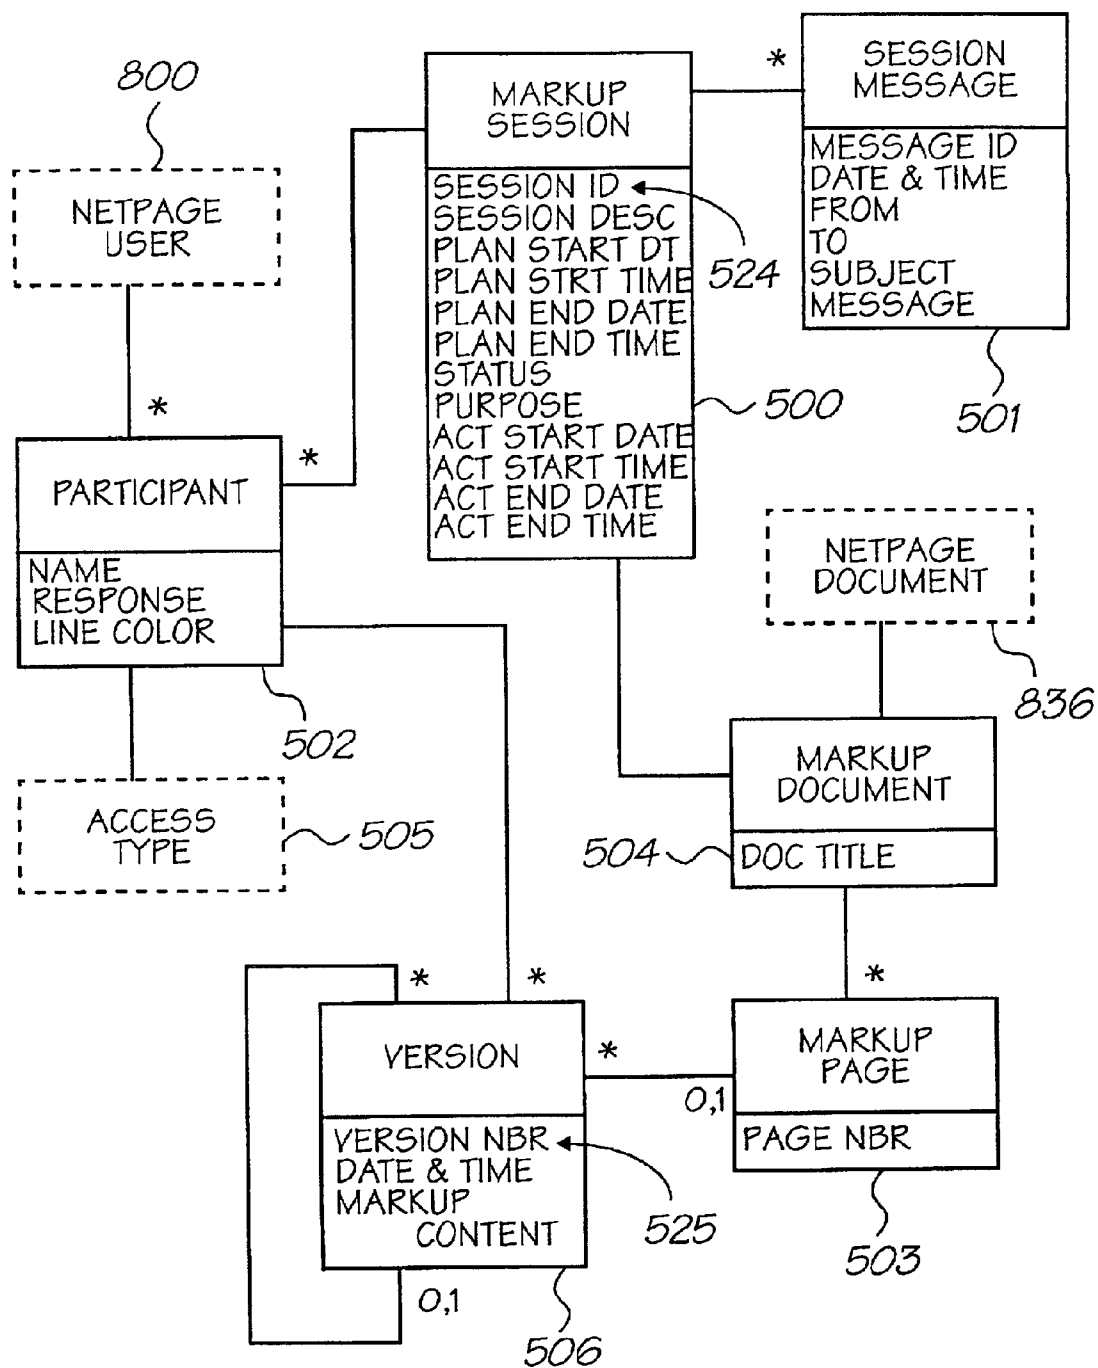 800
NETPAGE
USER
*
PARTICIPANT
*
NAME
RESPONSE
LINE COLOR
502
ACCESS
TYPE
505
MARKUP
SESSION
SESSION ID
SESSION DESC
PLAN START DT
PLAN STRT TIME
PLAN END DATE
PLAN END TIME
STATUS
PURPOSE
ACT START DATE
ACT START TIME
ACT END DATE
ACT END TIME
524
500
*
SESSION
MESSAGE
MESSAGE ID
DATE & TIME
FROM
TO
SUBJECT
MESSAGE
501
NETPAGE
DOCUMENT
836
MARKUP
DOCUMENT
504
DOC TITLE
*
MARKUP
PAGE
PAGE NBR
503
* *
VERSION
*
0,1
VERSION NBR
DATE & TIME
MARKUP
CONTENT
525
0,1
506